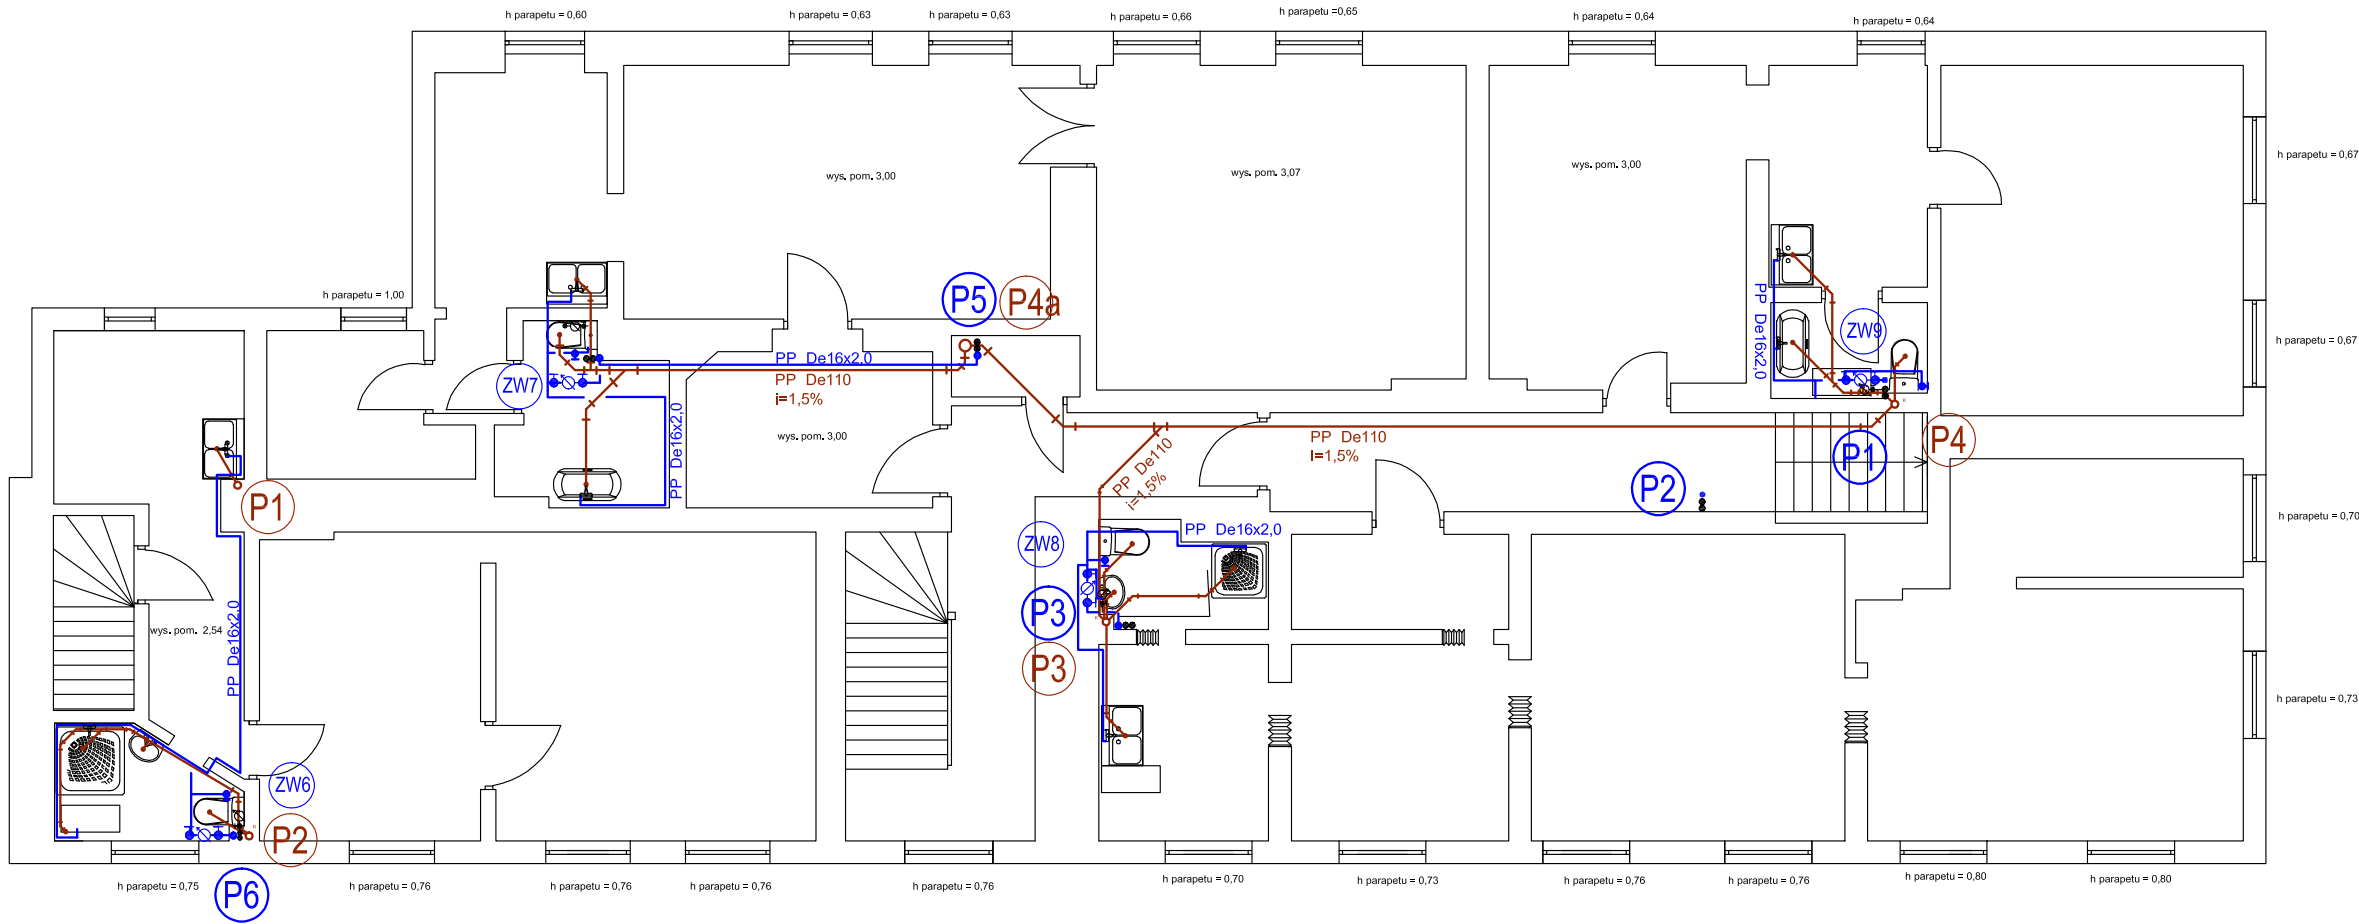 h parapetu = 0,60
h parapetu = 0,63
h parapetu = 0,63
h parapetu = 0,66
h parapetu =0,65
h parapetu = 0,64
h parapetu = 0,64
h parapetu = 0,67
wys. pom. 3,00
wys. pom. 3,07
wys. pom. 3,00
h parapetu = 1,00
P5
P4a
PP De16x2,0
ZW9
h parapetu = 0,67
ZW7
PP De16x2,0
PP De110
i=1,5%
PP De16x2,0
wys. pom. 3,00
PP De110
i=1,5%
PP De110
I=1,5%
K
P1
P4
P1
P2
h parapetu = 0,70
ZW8
PP De16x2,0
P3
K
P3
wys. pom. 2,54
PP De16x2,0
h parapetu = 0,73
ZW6
K
P2
P6
h parapetu = 0,75
h parapetu = 0,76
h parapetu = 0,76
h parapetu = 0,76
h parapetu = 0,76
h parapetu = 0,70
h parapetu = 0,73
h parapetu = 0,76
h parapetu = 0,76
h parapetu = 0,80
h parapetu = 0,80